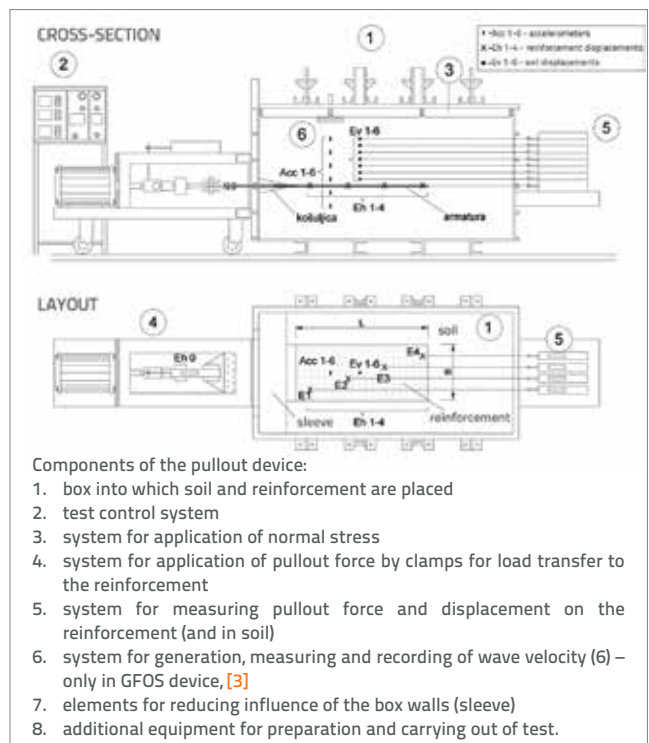 CROSS-SECTION
1
Acc 1-6 - accelerometers
Eh 1-4 - reinforcement displacements
Ev 1-6 - soil displacements
2
3
6
Ev 1-6
5
Acc 1-6
Eh 1-4
košuljica
armatura
LAYOUT
4
L
soil
1
5
Eh 0
Acc 1-6
Ev 1-6
E4
E1
E2
E3
B
sleeve
Eh 1-4
reinforcement
Components of the pullout device:
1. box into which soil and reinforcement are placed
2. test control system
3. system for application of normal stress
4. system for application of pullout force by clamps for load transfer to
the reinforcement
5. system for measuring pullout force and displacement on the
reinforcement (and in soil)
6. system for generation, measuring and recording of wave velocity (6) –
only in GFOS device, [3]
7. elements for reducing influence of the box walls (sleeve)
8. additional equipment for preparation and carrying out of test.